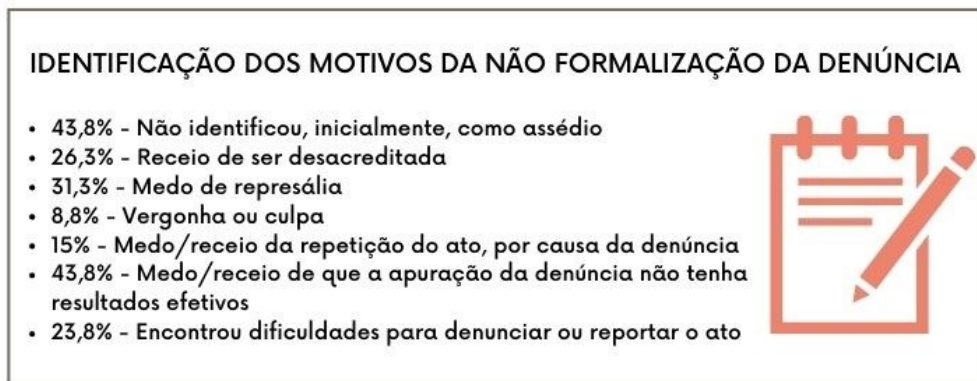 IDENTIFICAÇÃO DOS MOTIVOS DA NÃO FORMALIZAÇÃO DA DENÚNCIA
• 43,8% - Não identificou, inicialmente, como assédio
• 26,3% - Receio de ser desacreditada
• 31,3% - Medo de represália
• 8,8% - Vergonha ou culpa
• 15% - Medo/receio da repetição do ato, por causa da denúncia
• 43,8% - Medo/receio de que a apuração da denúncia não tenha
resultados efetivos
• 23,8% - Encontrou dificuldades para denunciar ou reportar o ato